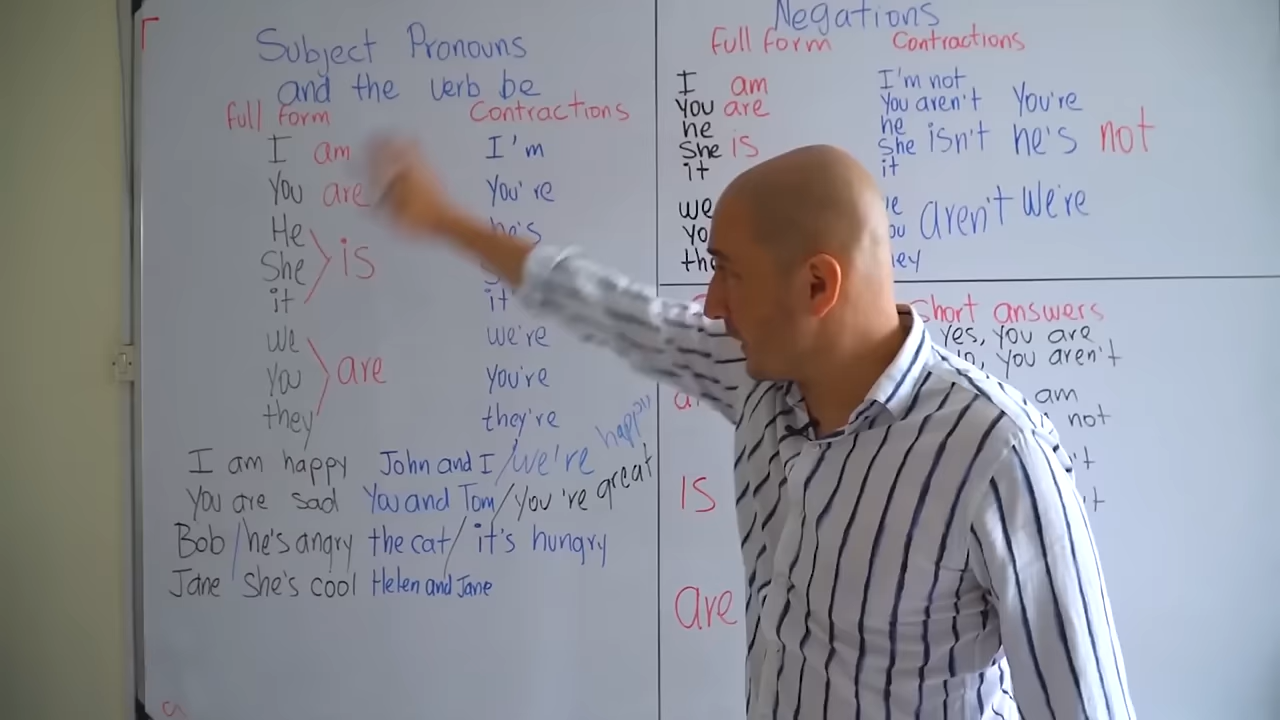 Subject Pronouns
and the verb be
full form Contractions
I am I'm
You are You're
He he's
She is
it it
we we're
You are you're
they they're
I am happy John and I / we're happy
You are sad You and Tom / you're great
Bob / he's angry the cat / it's hungry
Jane she's cool Helen and Jane
Negations
full form Contractions
I am I'm not
You are You aren't You're
he he
She is She isn't he's not
it it
we aren't We're
Short answers
yes, you are
you aren't
am
not
is
are